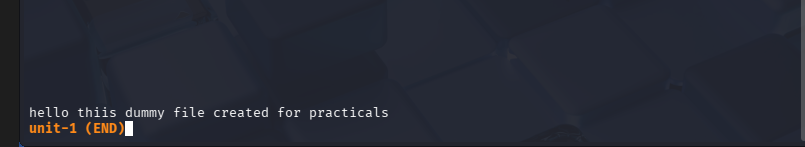 hello thiis dummy file created for practicals
unit-1 (END)